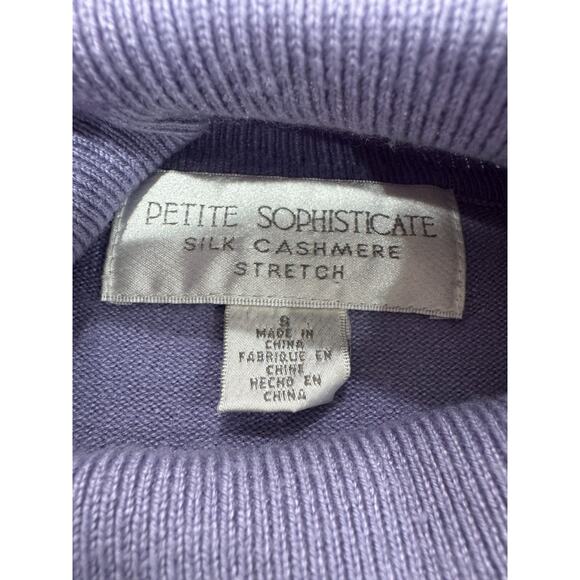 PETITE SOPHISTICATE
SILK CASHMERE
STRETCH
S
MADE IN
CHINA
FABRIQUE EN
CHINE
HECHO EN
CHINA